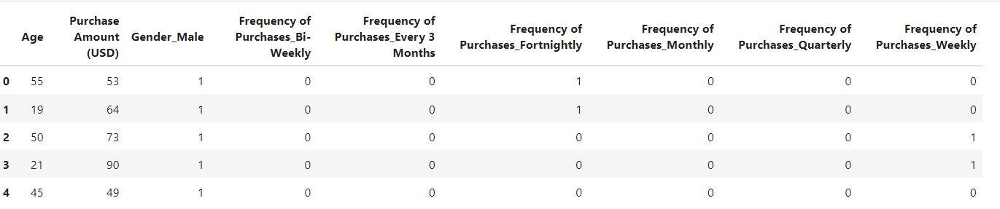 Age Purchase Amount (USD) Gender_Male Frequency of Purchases_Bi-Weekly Frequency of Purchases_Every 3 Months Frequency of Purchases_Fortnightly Frequency of Purchases_Monthly Frequency of Purchases_Quarterly Frequency of Purchases_Weekly
0 55 53 1 0 0 1 0 0 0
1 19 64 1 0 0 1 0 0 0
2 50 73 1 0 0 0 0 0 1
3 21 90 1 0 0 0 0 0 1
4 45 49 1 0 0 0 0 0 0